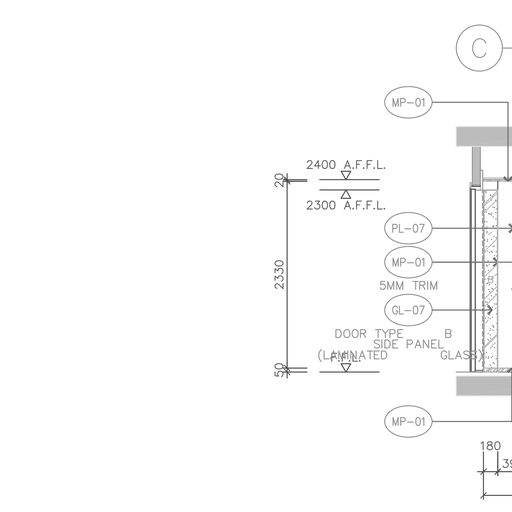 C
MP-01
2400 A.F.F.L.
20
2300 A.F.F.L.
PL-07
MP-01
2330
5MM TRIM
GL-07
DOOR TYPE B
SIDE PANEL
(LAMINATED GLASS)
F.F.L.
50
MP-01
180